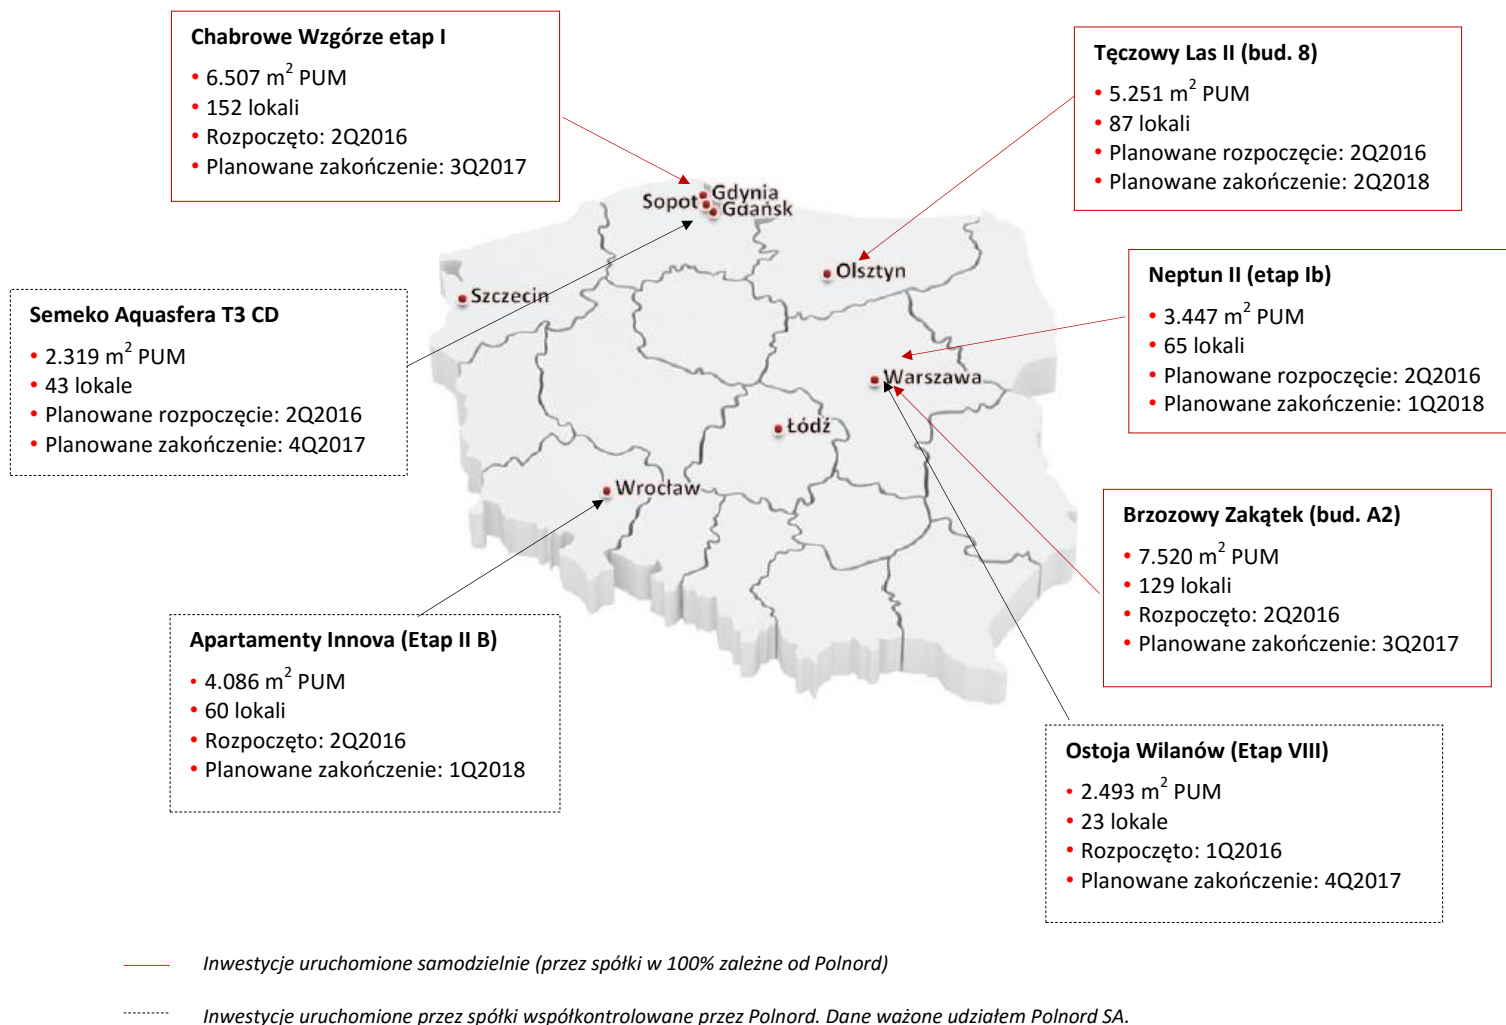 Chabrowe Wzgórze etap I
• 6.507 m² PUM
• 152 lokali
• Rozpoczęto: 2Q2016
• Planowane zakończenie: 3Q2017
Tęczowy Las II (bud. 8)
• 5.251 m² PUM
• 87 lokali
• Planowane rozpoczęcie: 2Q2016
• Planowane zakończenie: 2Q2018
Gdynia
Sopot
Gdańsk
Olsztyn
Szczecin
Warszawa
Łódź
Wrocław
Semeko Aquasfera T3 CD
• 2.319 m² PUM
• 43 lokale
• Planowane rozpoczęcie: 2Q2016
• Planowane zakończenie: 4Q2017
Neptun II (etap Ib)
• 3.447 m² PUM
• 65 lokali
• Planowane rozpoczęcie: 2Q2016
• Planowane zakończenie: 1Q2018
Brzozowy Zakątek (bud. A2)
• 7.520 m² PUM
• 129 lokali
• Rozpoczęto: 2Q2016
• Planowane zakończenie: 3Q2017
Apartamenty Innova (Etap II B)
• 4.086 m² PUM
• 60 lokali
• Rozpoczęto: 2Q2016
• Planowane zakończenie: 1Q2018
Ostoja Wilanów (Etap VIII)
• 2.493 m² PUM
• 23 lokale
• Rozpoczęto: 1Q2016
• Planowane zakończenie: 4Q2017
Inwestycje uruchomione samodzielnie (przez spółki w 100% zależne od Polnord)
Inwestycje uruchomione przez spółki współkontrolowane przez Polnord. Dane ważone udziałem Polnord SA.